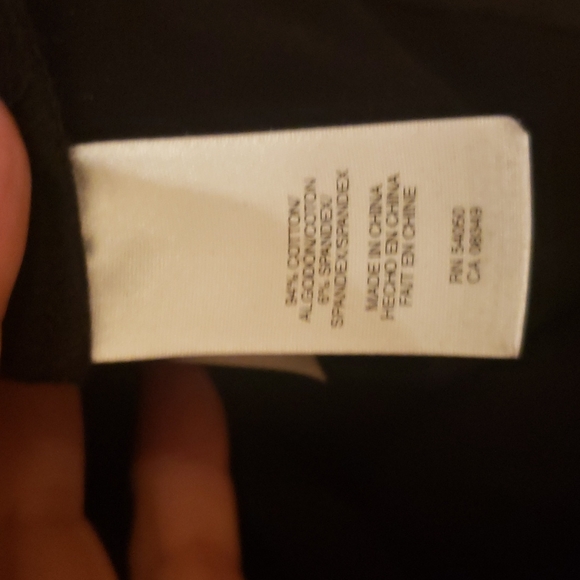 94% COTTON/
ALGODON/COTON
6% SPANDEX/
SPANDEX/SPANDEX
MADE IN CHINA
HECHO EN CHINA
FAIT EN CHINE
RN 54050
CA 08049